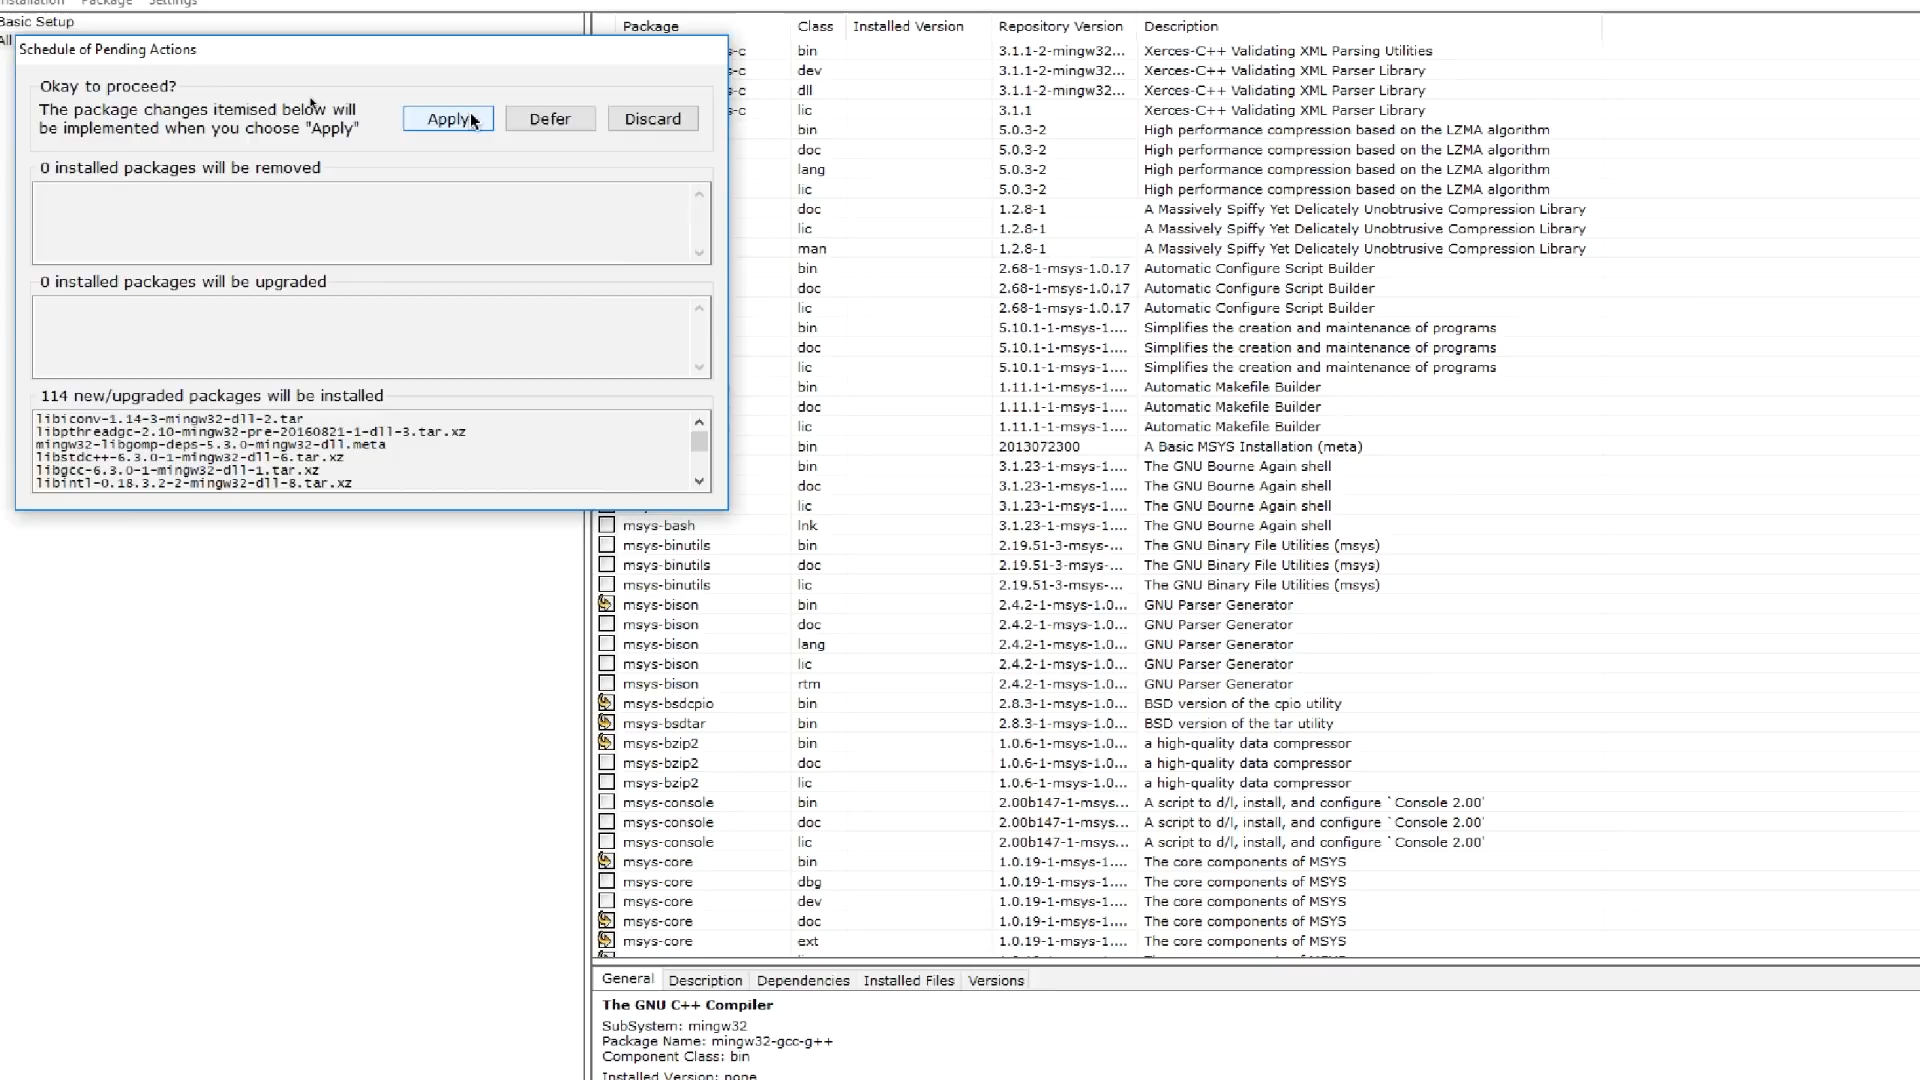 Installation Package Settings
Basic Setup
All
Schedule of Pending Actions
Okay to proceed?
The package changes itemised below will
be implemented when you choose "Apply"
Apply Defer Discard
0 installed packages will be removed
0 installed packages will be upgraded
114 new/upgraded packages will be installed
libiconv-1.14-3-mingw32-dll-2.tar
libpthreadgc-2.10-mingw32-pre-20160821-1-dll-3.tar.xz
mingw32-libgomp-deps-5.3.0-mingw32-dll.meta
libstdc++-6.3.0-1-mingw32-dll-6.tar.xz
libgcc-6.3.0-1-mingw32-dll-1.tar.xz
libintl-0.18.3.2-2-mingw32-dll-8.tar.xz
Package Class Installed Version Repository Version Description
s-c bin 3.1.1-2-mingw32... Xerces-C++ Validating XML Parsing Utilities
s-c dev 3.1.1-2-mingw32... Xerces-C++ Validating XML Parser Library
s-c dll 3.1.1-2-mingw32... Xerces-C++ Validating XML Parser Library
s-c lic 3.1.1 Xerces-C++ Validating XML Parser Library
bin 5.0.3-2 High performance compression based on the LZMA algorithm
doc 5.0.3-2 High performance compression based on the LZMA algorithm
lang 5.0.3-2 High performance compression based on the LZMA algorithm
lic 5.0.3-2 High performance compression based on the LZMA algorithm
doc 1.2.8-1 A Massively Spiffy Yet Delicately Unobtrusive Compression Library
lic 1.2.8-1 A Massively Spiffy Yet Delicately Unobtrusive Compression Library
man 1.2.8-1 A Massively Spiffy Yet Delicately Unobtrusive Compression Library
bin 2.68-1-msys-1.0.17 Automatic Configure Script Builder
doc 2.68-1-msys-1.0.17 Automatic Configure Script Builder
lic 2.68-1-msys-1.0.17 Automatic Configure Script Builder
bin 5.10.1-1-msys-1.... Simplifies the creation and maintenance of programs
doc 5.10.1-1-msys-1.... Simplifies the creation and maintenance of programs
lic 5.10.1-1-msys-1.... Simplifies the creation and maintenance of programs
bin 1.11.1-1-msys-1.... Automatic Makefile Builder
doc 1.11.1-1-msys-1.... Automatic Makefile Builder
lic 1.11.1-1-msys-1.... Automatic Makefile Builder
bin 2013072300 A Basic MSYS Installation (meta)
bin 3.1.23-1-msys-1.... The GNU Bourne Again shell
doc 3.1.23-1-msys-1.... The GNU Bourne Again shell
lic 3.1.23-1-msys-1.... The GNU Bourne Again shell
msys-bash lnk 3.1.23-1-msys-1.... The GNU Bourne Again shell
msys-binutils bin 2.19.51-3-msys-... The GNU Binary File Utilities (msys)
msys-binutils doc 2.19.51-3-msys-... The GNU Binary File Utilities (msys)
msys-binutils lic 2.19.51-3-msys-... The GNU Binary File Utilities (msys)
msys-bison bin 2.4.2-1-msys-1.0... GNU Parser Generator
msys-bison doc 2.4.2-1-msys-1.0... GNU Parser Generator
msys-bison lang 2.4.2-1-msys-1.0... GNU Parser Generator
msys-bison lic 2.4.2-1-msys-1.0... GNU Parser Generator
msys-bison rtm 2.4.2-1-msys-1.0... GNU Parser Generator
msys-bsdcpio bin 2.8.3-1-msys-1.0... BSD version of the cpio utility
msys-bsdtar bin 2.8.3-1-msys-1.0... BSD version of the tar utility
msys-bzip2 bin 1.0.6-1-msys-1.0... a high-quality data compressor
msys-bzip2 doc 1.0.6-1-msys-1.0... a high-quality data compressor
msys-bzip2 lic 1.0.6-1-msys-1.0... a high-quality data compressor
msys-console bin 2.00b147-1-msys... A script to d/l, install, and configure `Console 2.00'
msys-console doc 2.00b147-1-msys... A script to d/l, install, and configure `Console 2.00'
msys-console lic 2.00b147-1-msys... A script to d/l, install, and configure `Console 2.00'
msys-core bin 1.0.19-1-msys-1.... The core components of MSYS
msys-core dbg 1.0.19-1-msys-1.... The core components of MSYS
msys-core dev 1.0.19-1-msys-1.... The core components of MSYS
msys-core doc 1.0.19-1-msys-1.... The core components of MSYS
msys-core ext 1.0.19-1-msys-1.... The core components of MSYS
General Description Dependencies Installed Files Versions
The GNU C++ Compiler
SubSystem: mingw32
Package Name: mingw32-gcc-g++
Component Class: bin
Installed Version: none